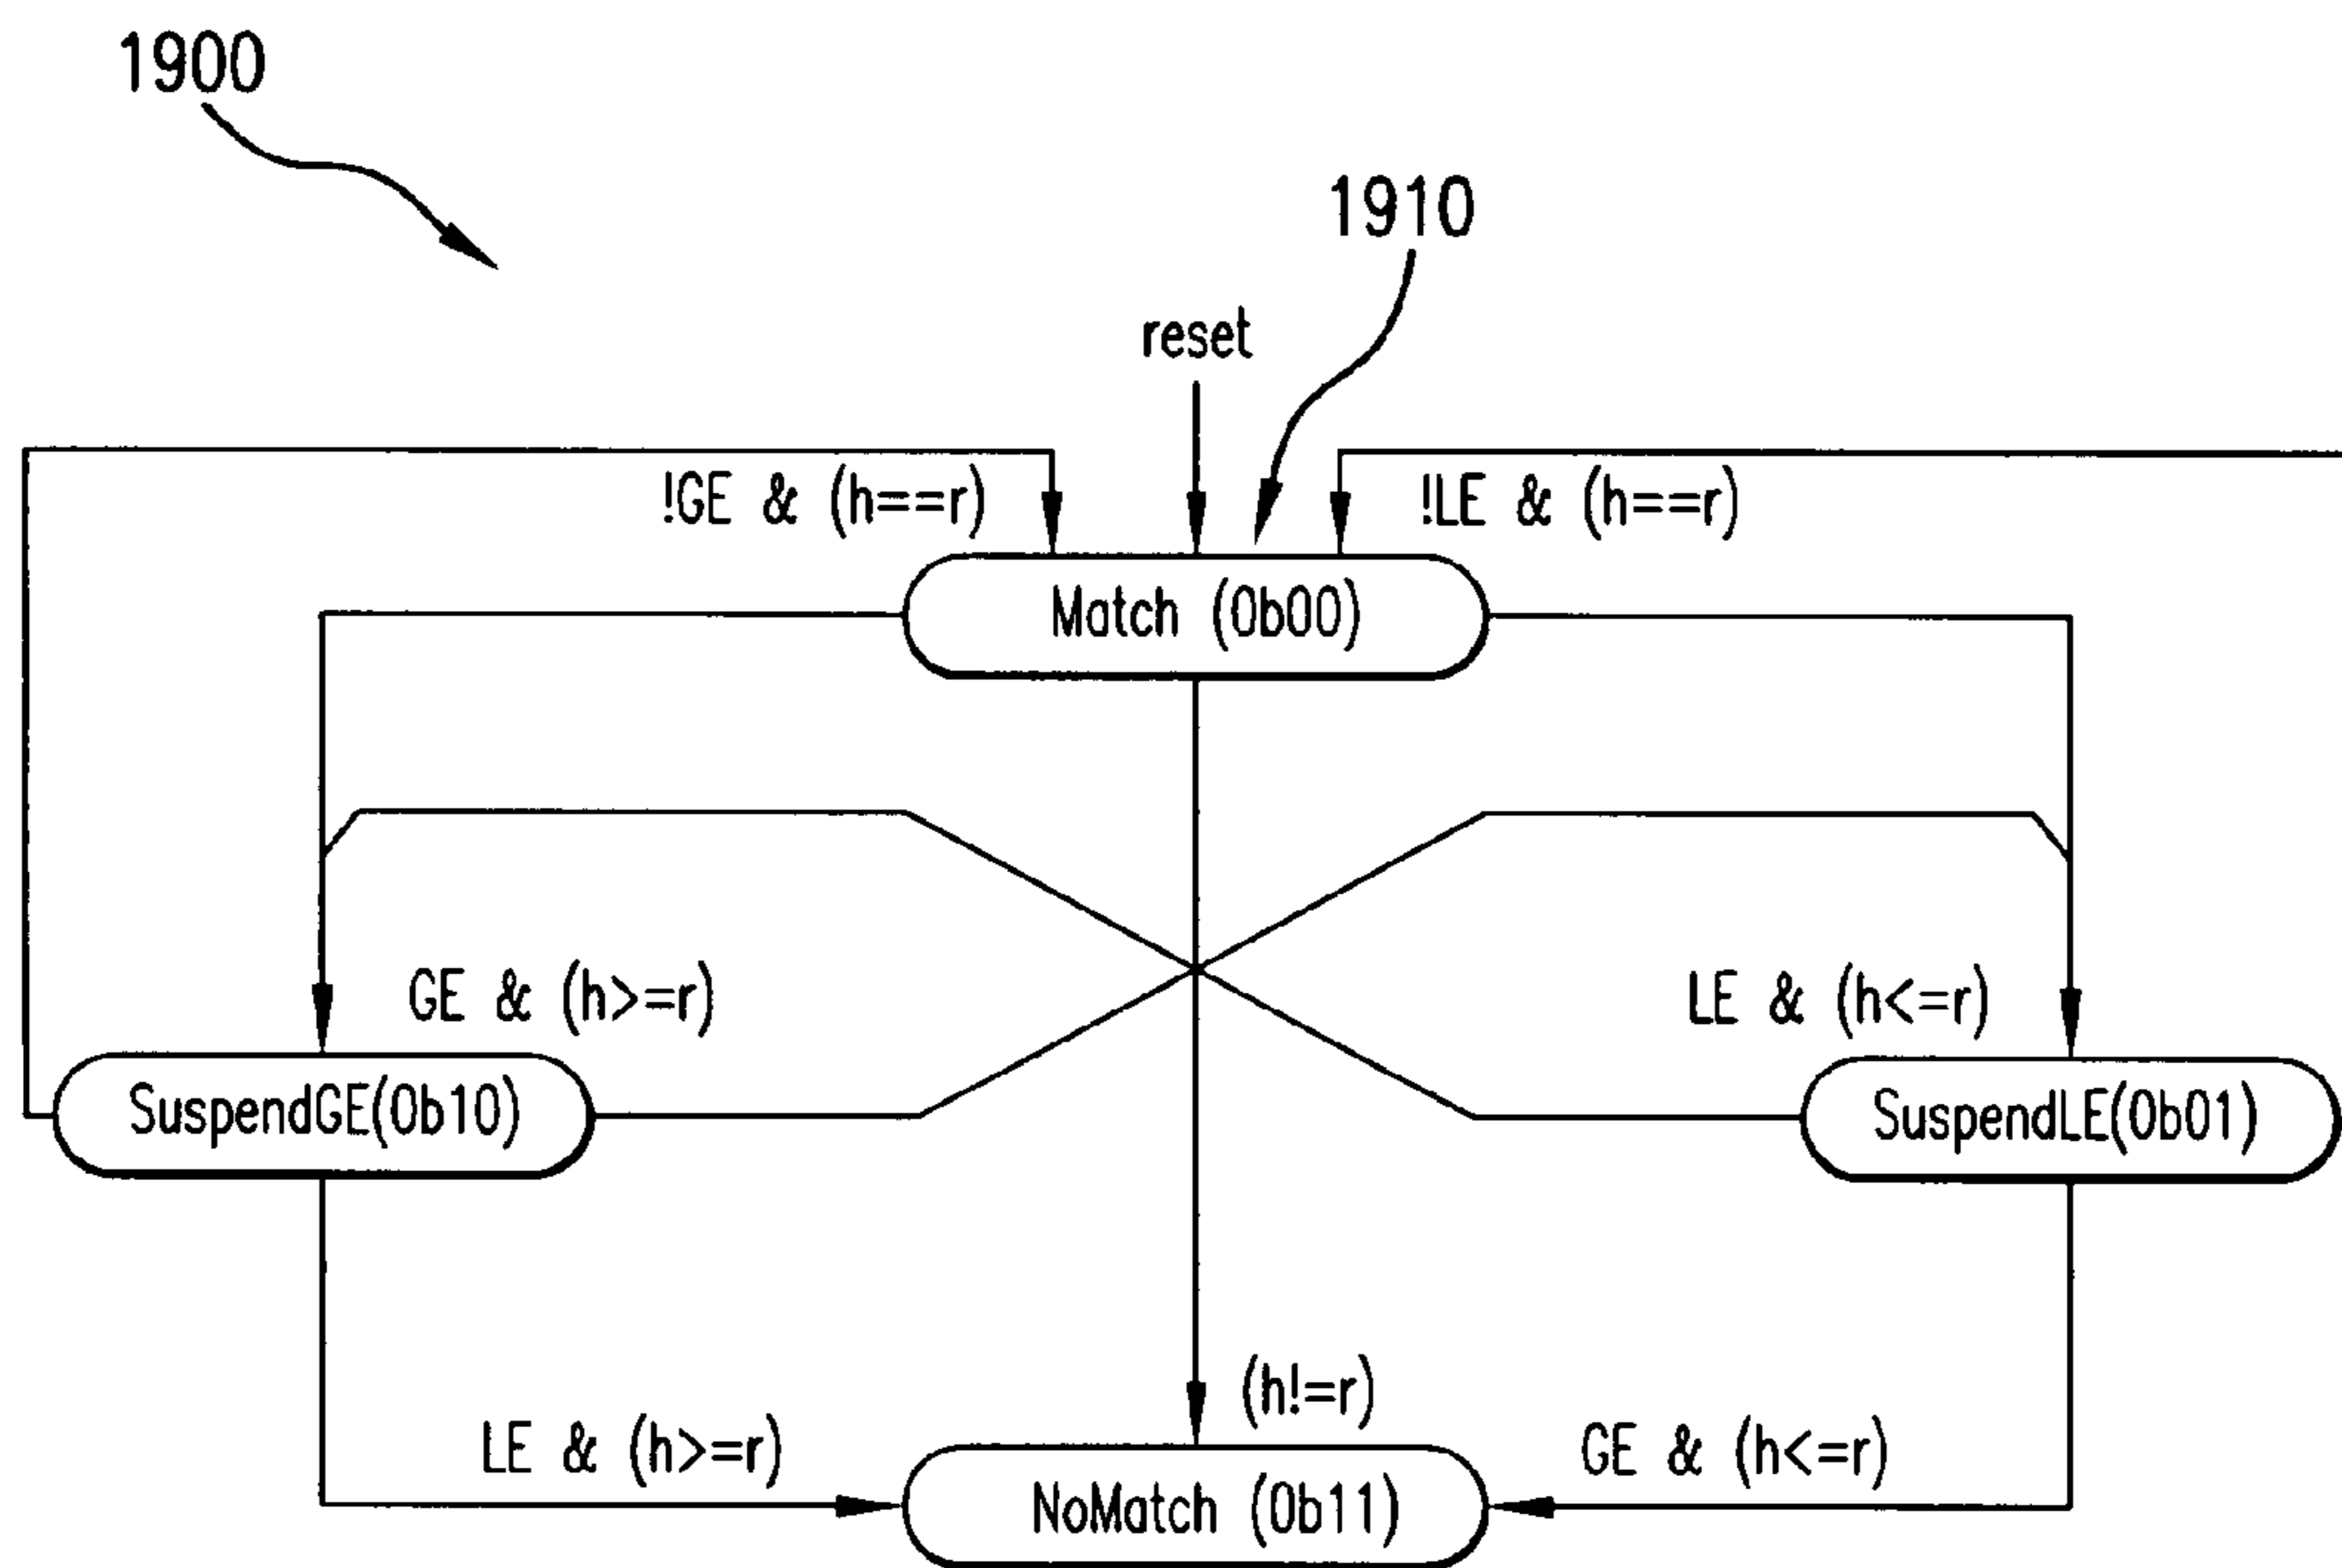 1900
1910
reset
!GE & (h==r)
!LE & (h==r)
Match (0b00)
GE & (h>=r)
LE & (h<=r)
SuspendGE(0b10)
SuspendLE(0b01)
(h!=r)
LE & (h>=r)
GE & (h<=r)
NoMatch (0b11)